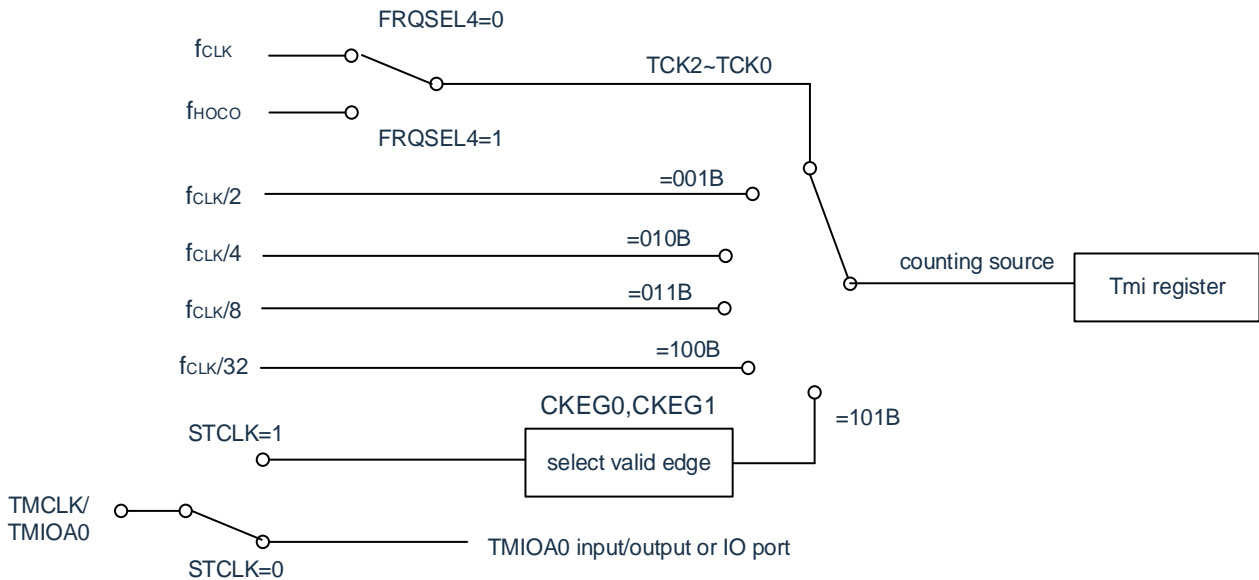 FRQSEL4=0
fCLK
TCK2~TCK0
fHOCO
FRQSEL4=1
=001B
fCLK/2
=010B
fCLK/4
counting source
Tmi register
=011B
fCLK/8
=100B
fCLK/32
CKEG0,CKEG1
=101B
STCLK=1
select valid edge
TMCLK/
TMIOA0
TMIOA0 input/output or IO port
STCLK=0